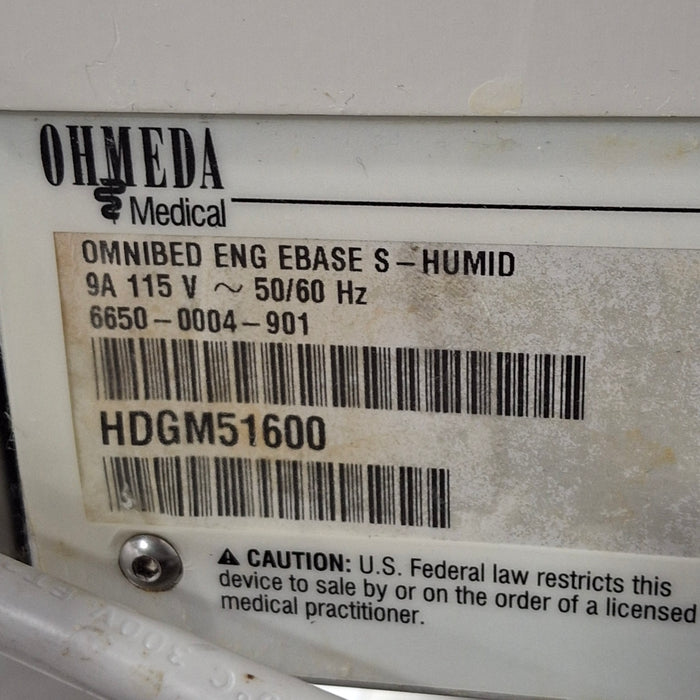 OHMEDA
Medical
OMNIBED ENG EBASE S-HUMID
9A 115 V ~ 50/60 Hz
6650-0004-901
HDGM51600
⚠ CAUTION: U.S. Federal law restricts this
device to sale by or on the order of a licensed
medical practitioner.
300V